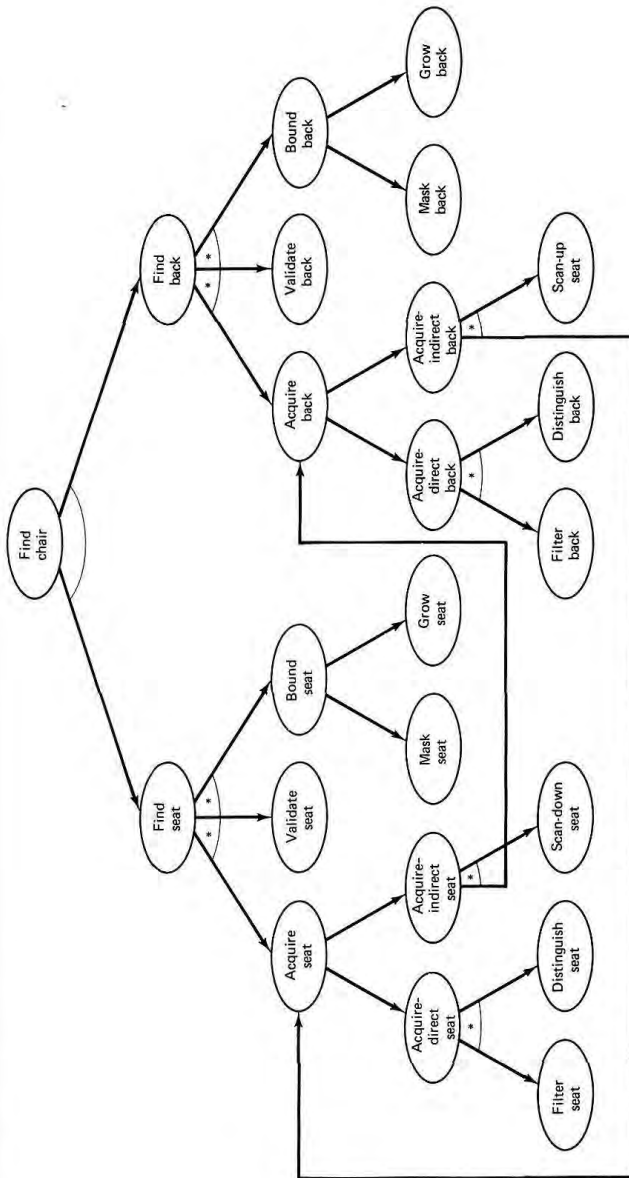 Find
chair
Find
seat
Find
back
Acquire
seat
Validate
seat
Bound
seat
Acquire
back
Validate
back
Bound
back
*
*
*
*
Acquire-
direct
seat
Acquire-
indirect
seat
Mask
seat
Grow
seat
Acquire-
direct
back
Acquire-
indirect
back
Mask
back
Grow
back
*
*
*
*
Filter
seat
Distinguish
seat
Scan-down
seat
Filter
back
Distinguish
back
Scan-up
seat